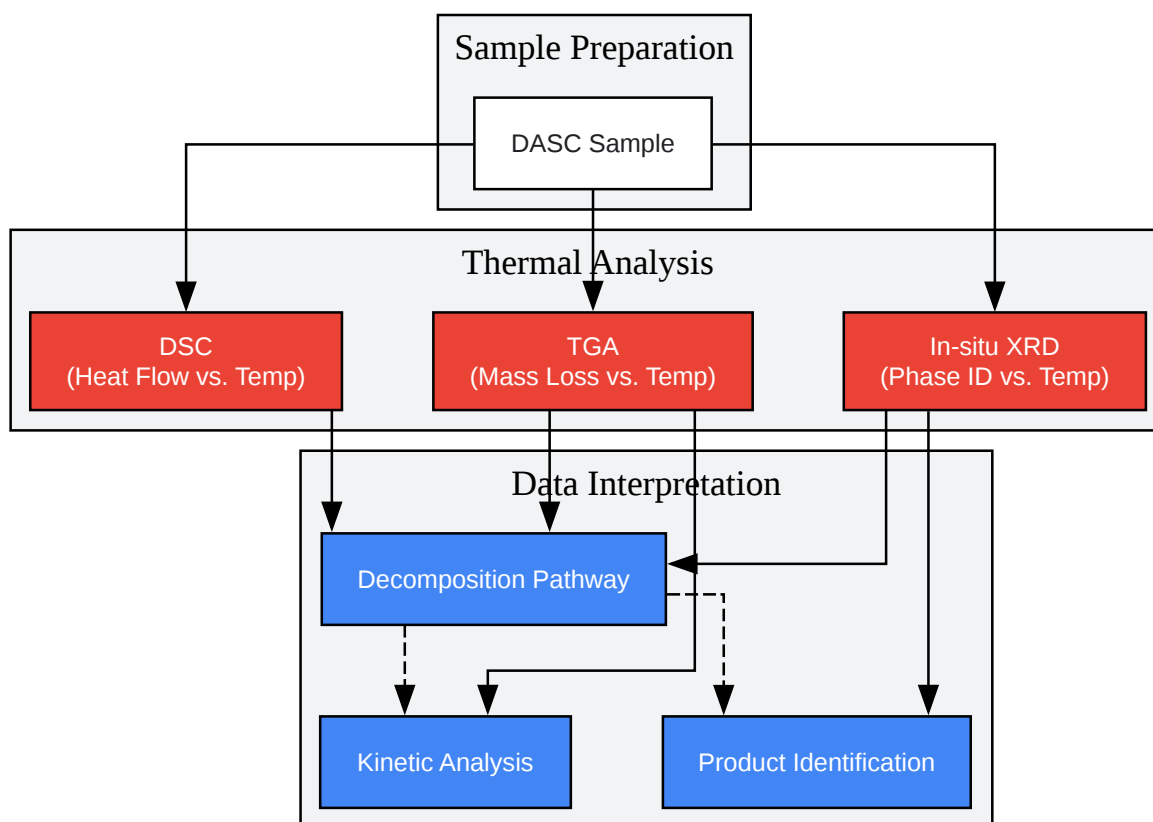 Sample Preparation
DASC Sample
Thermal Analysis
DSC
(Heat Flow vs. Temp)
TGA
(Mass Loss vs. Temp)
In-situ XRD
(Phase ID vs. Temp)
Data Interpretation
Decomposition Pathway
Kinetic Analysis
Product Identification